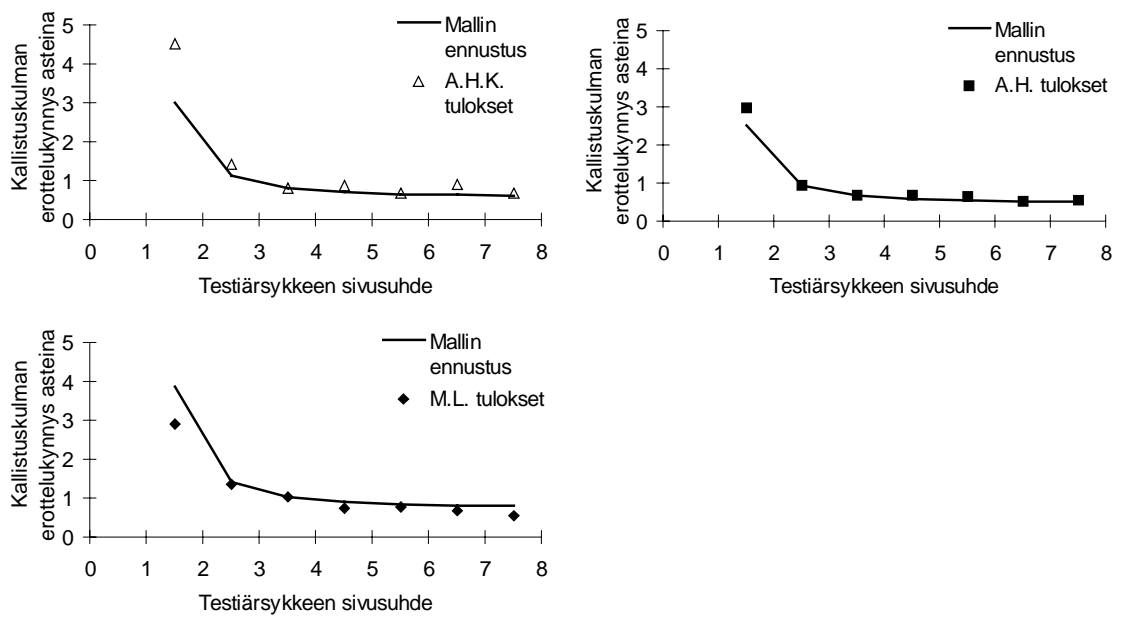 Kallistuskulman
erottelukynnys asteina
5
4
3
2
1
0
0 1 2 3 4 5 6 7 8
Testiärsykkeen sivusuhde
Mallin
ennustus
A.H.K.
tulokset
Kallistuskulman
erottelukynnys asteina
5
4
3
2
1
0
0 1 2 3 4 5 6 7 8
Testiärsykkeen sivusuhde
Mallin
ennustus
A.H. tulokset
Kallistuskulman
erottelukynnys asteina
5
4
3
2
1
0
0 1 2 3 4 5 6 7 8
Testiärsykkeen sivusuhde
Mallin
ennustus
M.L. tulokset